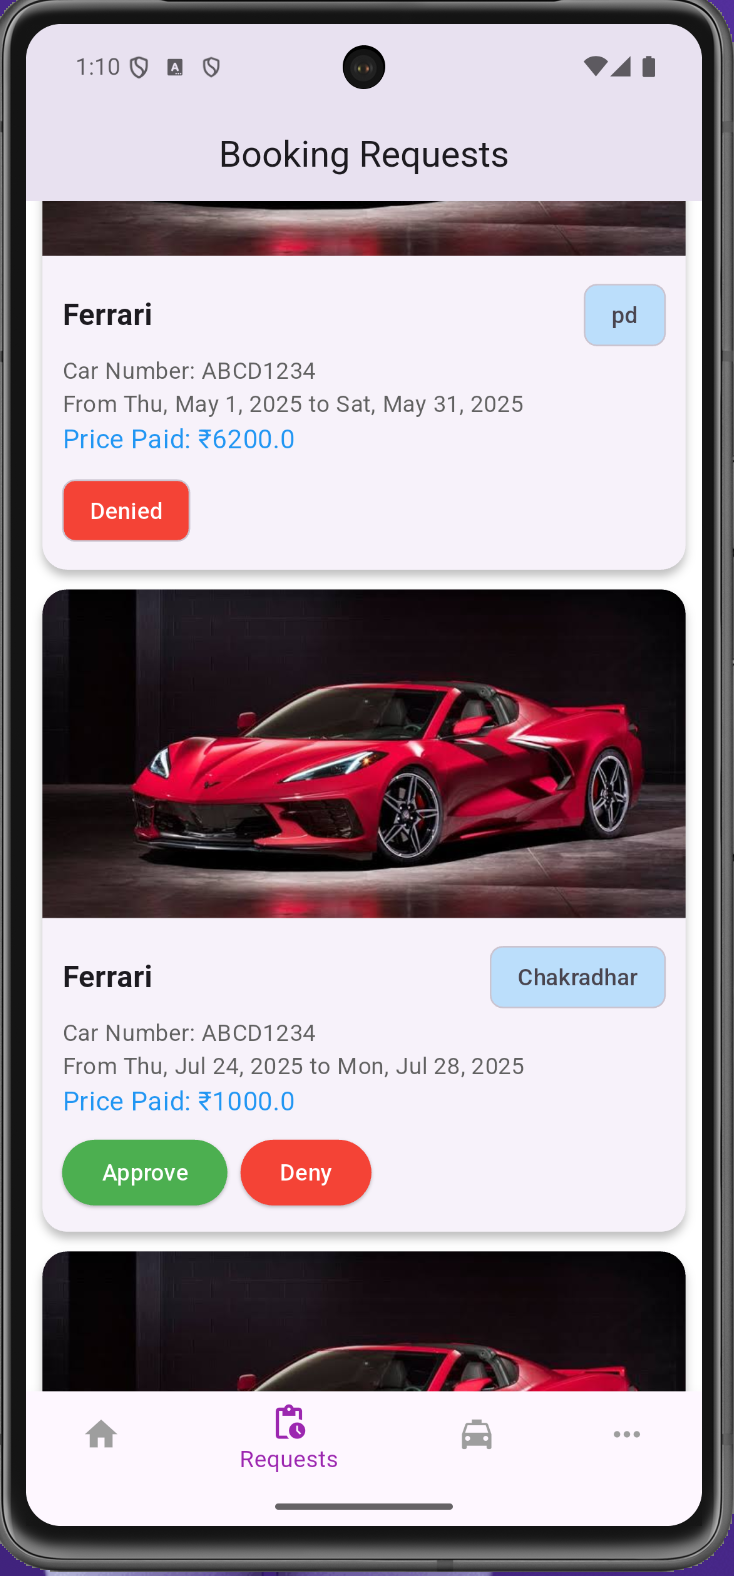 1:10
A
Booking Requests
Ferrari
pd
Car Number: ABCD1234
From Thu, May 1, 2025 to Sat, May 31, 2025
Price Paid: ₹6200.0
Denied
Ferrari
Chakradhar
Car Number: ABCD1234
From Thu, Jul 24, 2025 to Mon, Jul 28, 2025
Price Paid: ₹1000.0
Approve
Deny
Requests